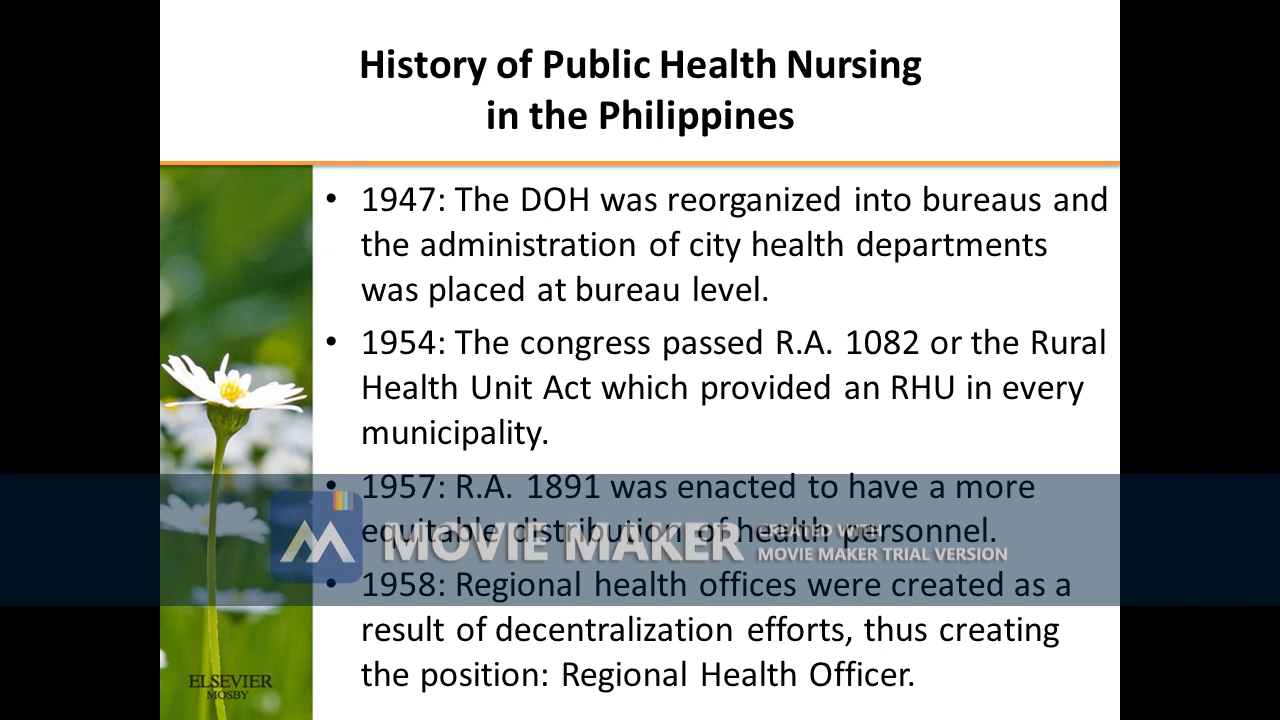 History of Public Health Nursing
in the Philippines
• 1947: The DOH was reorganized into bureaus and
the administration of city health departments
was placed at bureau level.
• 1954: The congress passed R.A. 1082 or the Rural
Health Unit Act which provided an RHU in every
municipality.
• 1957: R.A. 1891 was enacted to have a more
equitable distribution of health personnel.
MOVIE MAKER
CREATED WITH
MOVIE MAKER TRIAL VERSION
• 1958: Regional health offices were created as a
result of decentralization efforts, thus creating
the position: Regional Health Officer.
ELSEVIER
MOSBY